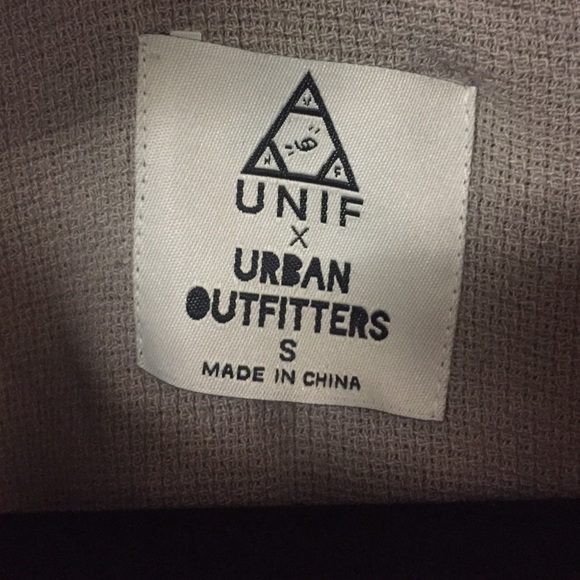 U
N F
UNIF
X
URBAN
OUTFITTERS
S
MADE IN CHINA